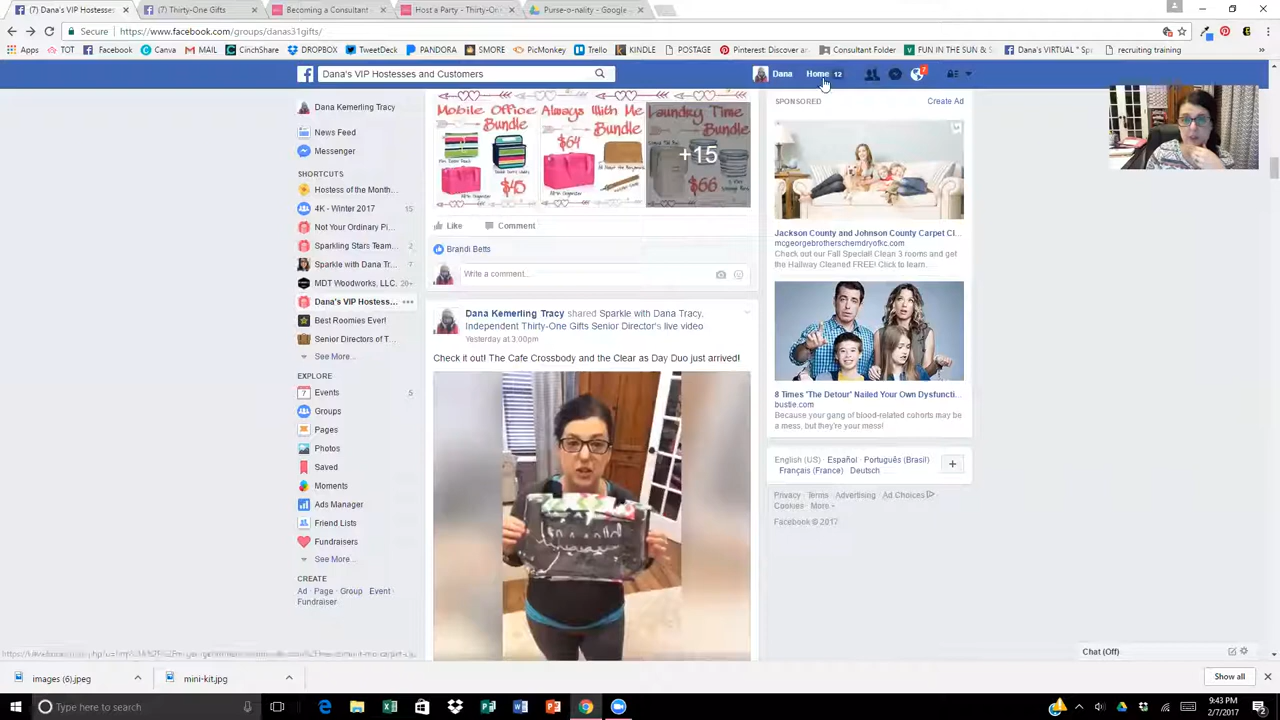 (7) Dana's VIP Hostesses
(7) Thirty-One Gifts
Becoming a Consultant
Host a Party - Thirty-On
Purse-o-nality - Google
Secure
https://www.facebook.com/groups/danas31gifts/
Apps TOT Facebook Canva MAIL CinchShare DROPBOX TweetDeck PANDORA SMORE PicMonkey Trello KINDLE POSTAGE Pinterest: Discover an Consultant Folder FUN IN THE SUN & Dana's VIRTUAL " Sp recruiting training
Dana's VIP Hostesses and Customers
Dana Home 12
7
Dana Kemerling Tracy
News Feed
Messenger
SHORTCUTS
Hostess of the Month...
4K - Winter 2017 15
Not Your Ordinary Pi...
Sparkling Stars Team... 2
Sparkle with Dana Tr... 7
MDT Woodworks, LLC. 20+
Dana's VIP Hostess...
Best Roomies Ever!
Senior Directors of T...
See More...
EXPLORE
Events 5
Groups
Pages
Photos
Saved
Moments
Ads Manager
Friend Lists
Fundraisers
See More...
CREATE
Ad · Page · Group · Event ·
Fundraiser
Mobile Office
Bundle
$45
Always With Me
Bundle
$64
Laundry Time
Bundle
+15
$66
Like Comment
Brandi Betts
Write a comment...
Dana Kemerling Tracy shared Sparkle with Dana Tracy,
Independent Thirty-One Gifts Senior Director's live video
Yesterday at 3:00pm
Check it out! The Cafe Crossbody and the Clear as Day Duo just arrived!
SPONSORED Create Ad
Jackson County and Johnson County Carpet Cl...
mcgeorgebrotherschemdryofkc.com
Check out our Fall Special! Clean 3 rooms and get
the Hallway Cleaned FREE! Click to learn...
8 Times 'The Detour' Nailed Your Own Dysfuncti...
bustle.com
Because your gang of blood-related cohorts may be
a mess, but they're your mess!
English (US) · Español · Português (Brasil) ·
Français (France) · Deutsch
Privacy · Terms · Advertising · Ad Choices ·
Cookies · More
Facebook © 2017
Chat (Off)
images (6).jpeg
mini-kit.jpg
Show all
Type here to search
9:43 PM
2/7/2017